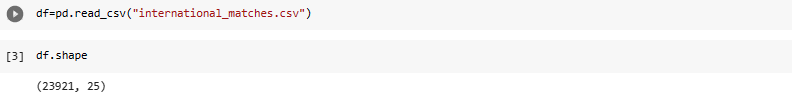 df=pd.read_csv("international_matches.csv")
[3] df.shape
(23921, 25)